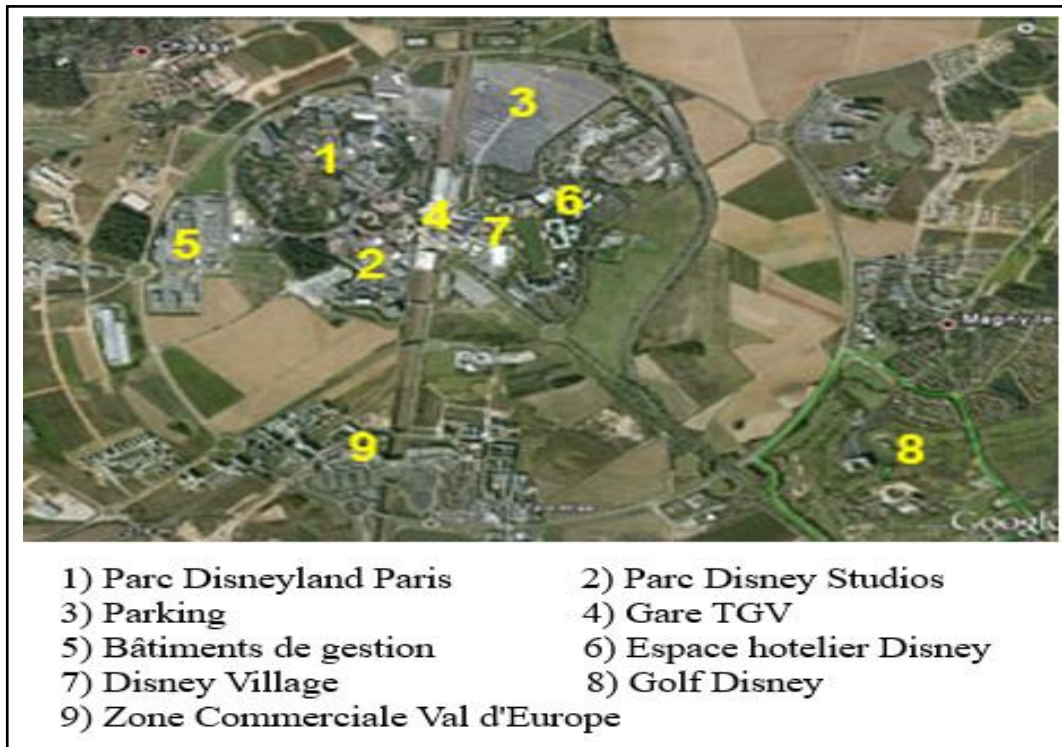 Chessy
3
1
6
4
5
7
2
Magny le
9
8
Google
1) Parc Disneyland Paris
2) Parc Disney Studios
3) Parking
4) Gare TGV
5) Bâtiments de gestion
6) Espace hotelier Disney
7) Disney Village
8) Golf Disney
9) Zone Commerciale Val d'Europe